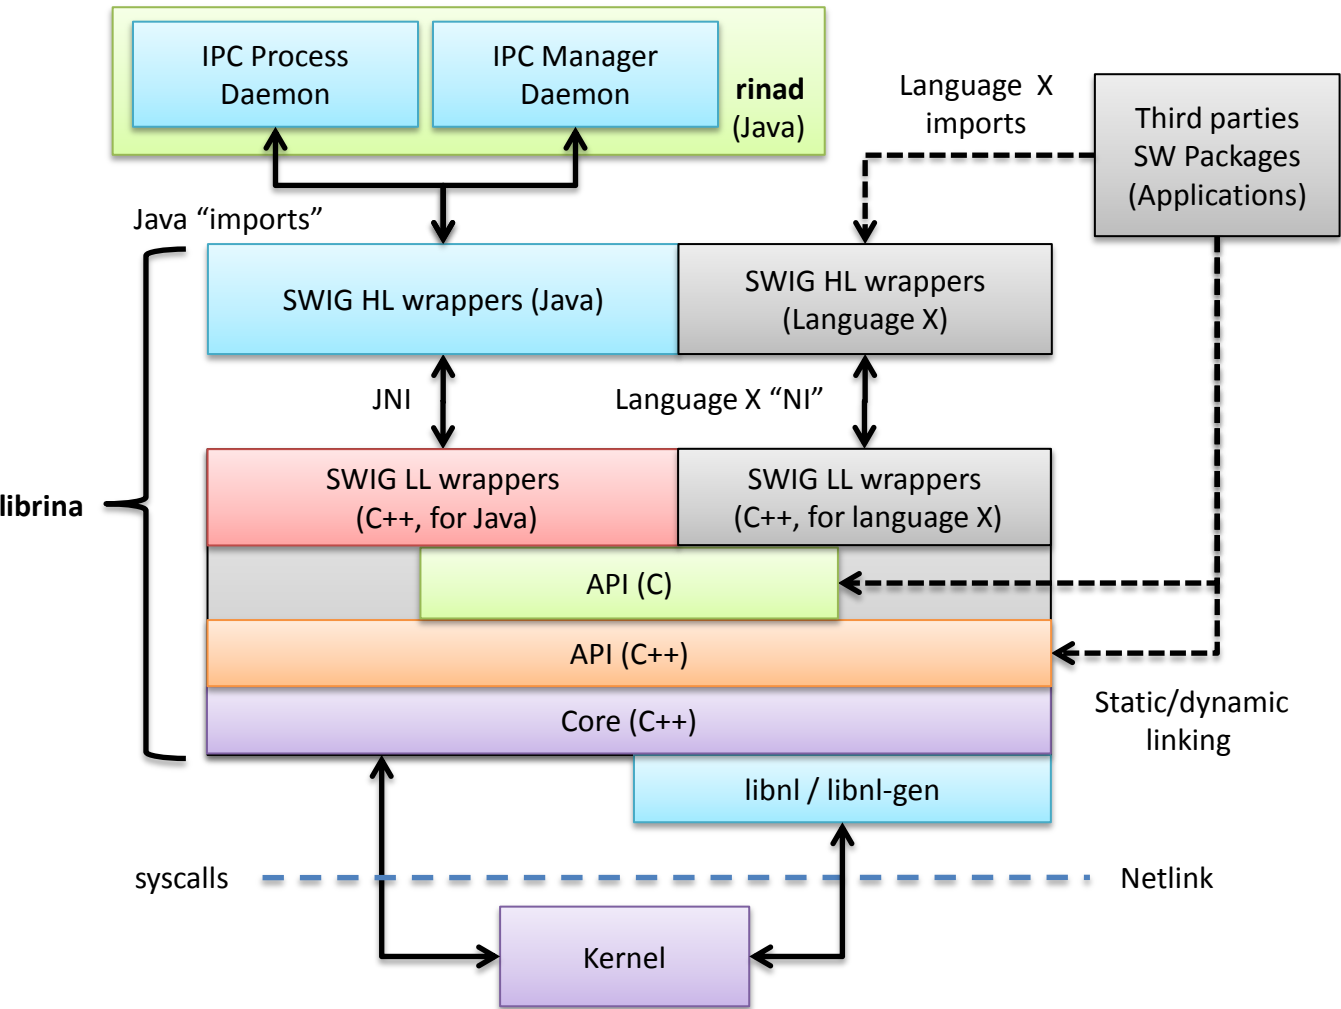 IPC Process
Daemon
IPC Manager
Daemon
rinad
(Java)
Language X
imports
Third parties
SW Packages
(Applications)
Java “imports”
SWIG HL wrappers (Java)
SWIG HL wrappers
(Language X)
JNI
Language X “NI”
librina
SWIG LL wrappers
(C++, for Java)
SWIG LL wrappers
(C++, for language X)
API (C)
API (C++)
Core (C++)
Static/dynamic
linking
libnl / libnl-gen
syscalls
Netlink
Kernel